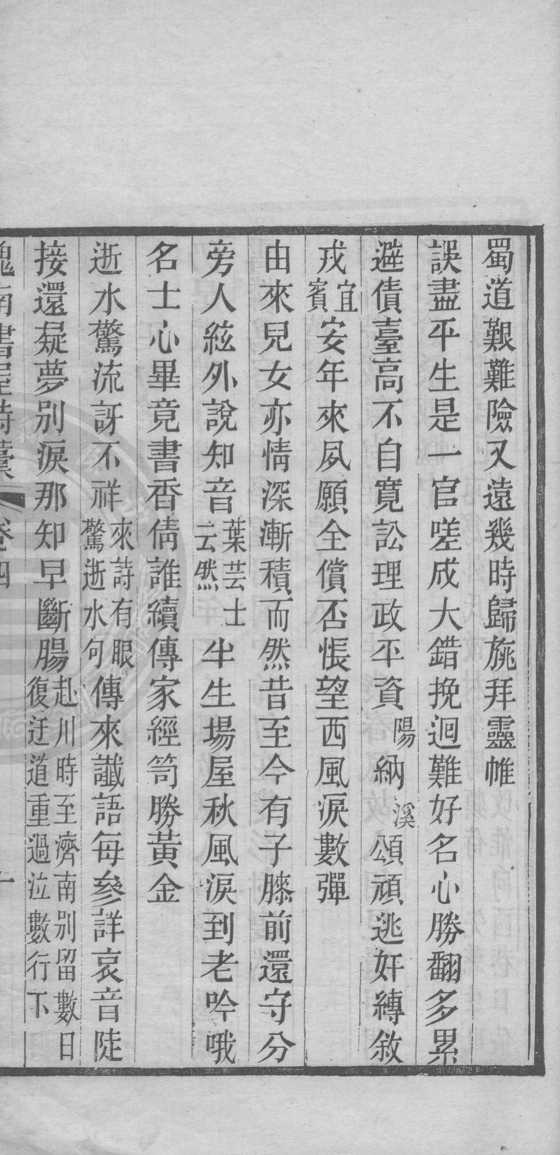 蜀道艱難險又遠幾時歸旐拜靈帷
誤盡平生是一官嗟成大錯挽迴難好名心勝翻多累
避債臺高不自寬訟理政平資陽納溪頌頑逃奸縛敘
戎宜賓安年來夙願全償否悵望西風淚數彈
由來兒女亦情深漸積而然昔至今有子膝前還守分
旁人絃外說知音葉芸士云然半生場屋秋風淚到老吟哦
名士心畢竟書香倩誰續傳家經笥勝黃金
逝水驚流訝不祥來詩有眼驚逝水句傳來讖語每參詳哀音陡
接還疑夢別淚那知早斷腸赴川時至濟南別留數日復迂道重過泣數行下
書屋詩 卷四 十